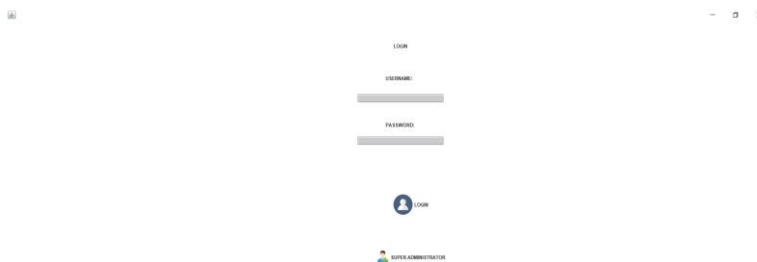 LOGIN
USERNAME:
PASSWORD:
LOGIN
SUPER ADMINISTRATOR